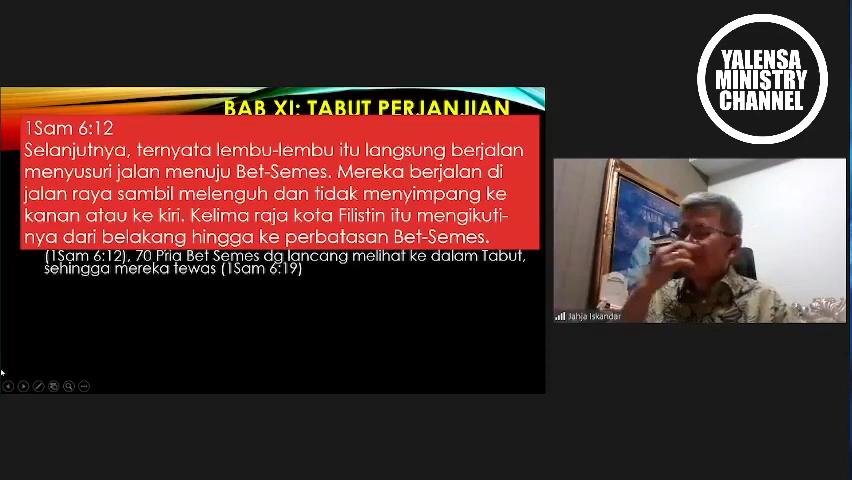 YALENSA
MINISTRY
CHANNEL
BAB XI: TABUT PERJANJIAN
1Sam 6:12
Selanjutnya, ternyata lembu-lembu itu langsung berjalan
menyusuri jalan menuju Bet-Semes. Mereka berjalan di
jalan raya sambil melenguh dan tidak menyimpang ke
kanan atau ke kiri. Kelima raja kota Filistin itu mengikuti-
nya dari belakang hingga ke perbatasan Bet-Semes.
(1Sam 6:12), 70 Pria Bet Semes dg lancang melihat ke dalam Tabut,
sehingga mereka tewas (1Sam 6:19)
Jahja Iskandar